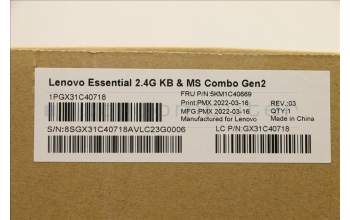 Lenovo Essential 2.4G KB & MS Combo Gen2
1PGX31C40718
FRU P/N:5KM1C40669
Print:PMX 2022-03-16 REV.:03
MFG:PMX 2022-03-16 QTY:1
Manufactured for Lenovo Made in China
S/N:8SGX31C40718AVLC23G0006 LC P/N:GX31C40718